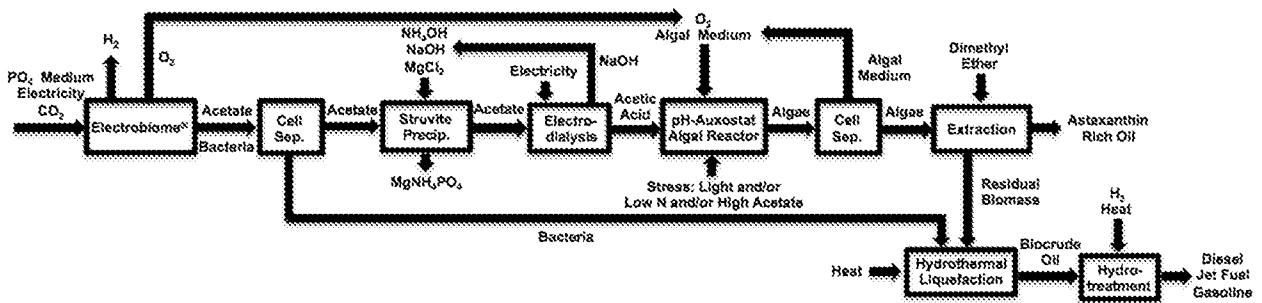 H₂
O₂
PO₄ Medium
Electricity
CO₂
Electrobiome
Acetate
Bacteria
Cell
Sep.
Acetate
NH₄OH
NaOH
MgCl₂
Struvite
Precip.
MgNH₄PO₄
Acetate
Electricity
NaOH
Electro-
dialysis
Acetic
Acid
O₂
Algal Medium
pH-Auxostat
Algal Reactor
Stress: Light and/or
Low N and/or High Acetate
Algae
Cell
Sep.
Algal
Medium
Algae
Dimethyl
Ether
Extraction
Astaxanthin
Rich Oil
Residual
Biomass
Bacteria
Heat
Hydrothermal
Liquefaction
Biocrude
Oil
H₂
Heat
Hydro-
treatment
Diesel
Jet Fuel
Gasoline